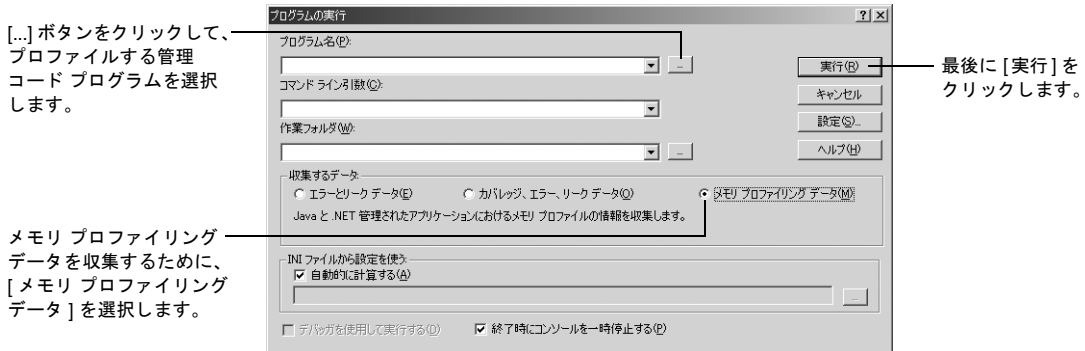 [...] ボタンをクリックして、
プロファイルする管理
コード プログラムを選択
します。
メモリ プロファイリング
データを収集するために、
[ メモリ プロファイリング
データ ] を選択します。
プログラムの実行
プログラム名(P):
...
コマンド ライン引数(C):
作業フォルダ(W):
...
実行(R)
キャンセル
設定(S)...
ヘルプ(H)
収集するデータ:
エラーとリーク データ(E)
カバレッジ、エラー、リーク データ(O)
メモリ プロファイリング データ(M)
Java と .NET 管理されたアプリケーションにおけるメモリ プロファイルの情報を収集します。
INI ファイルから設定を使う:
自動的に計算する(A)
...
デバッガを使用して実行する(D)
終了時にコンソールを一時停止する(P)
最後に [ 実行 ] を
クリックします。